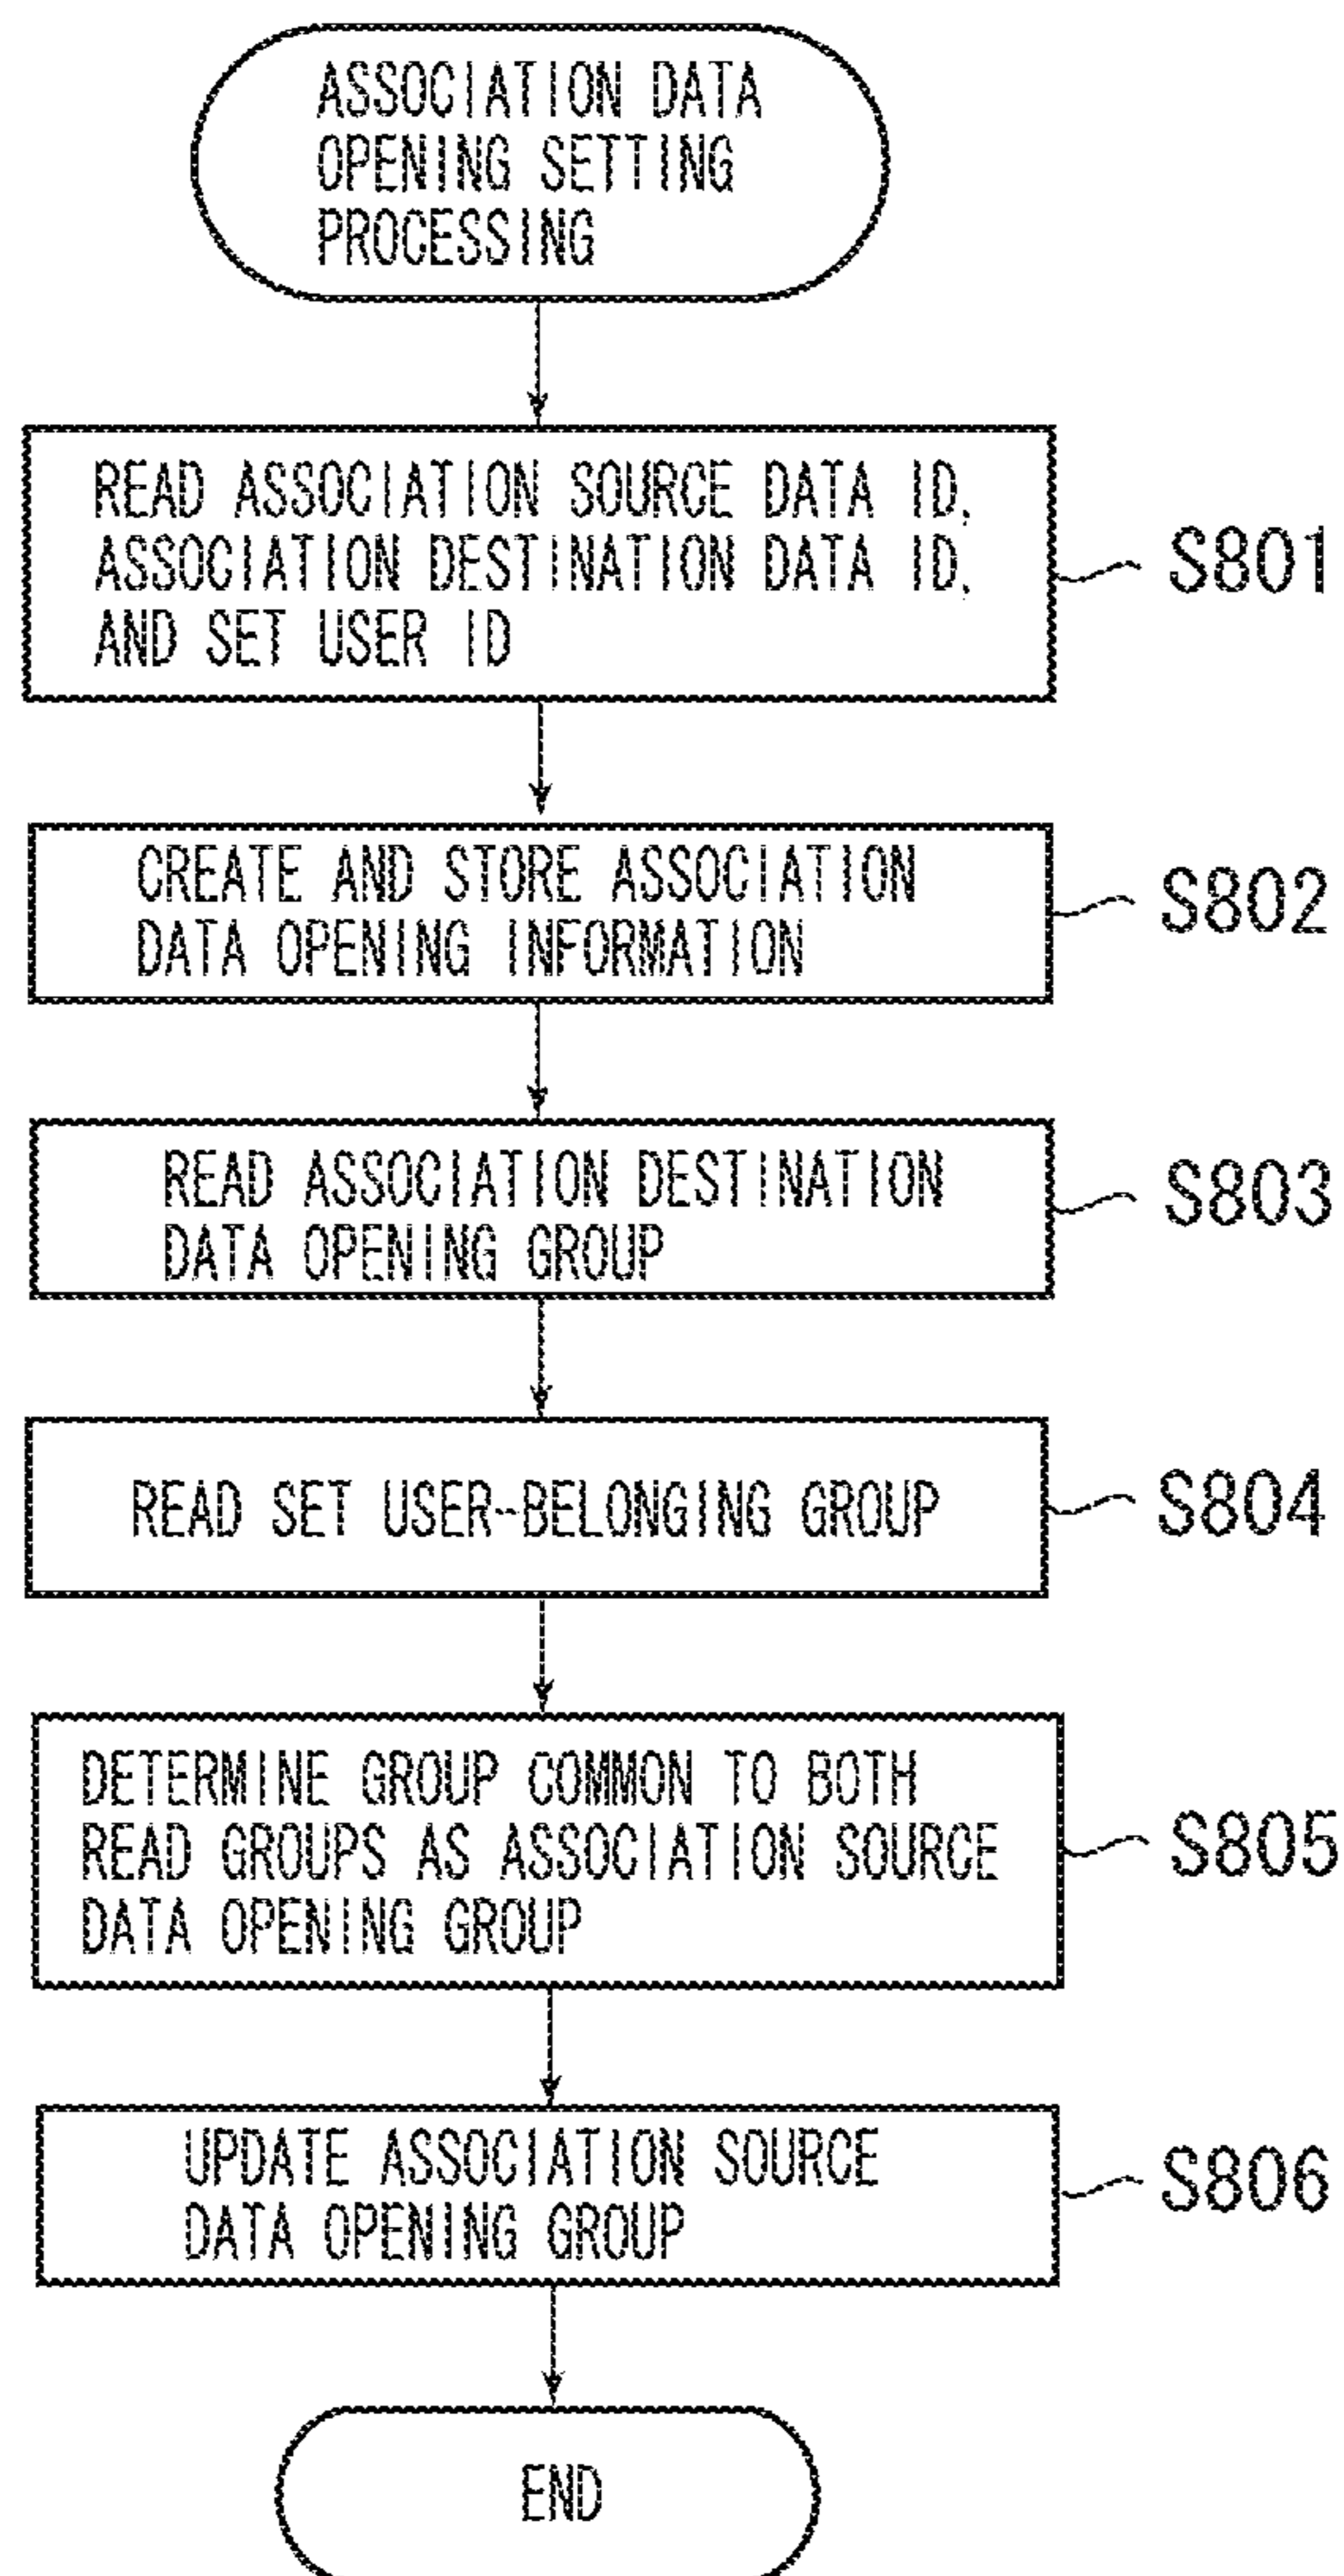 ASSOCIATION DATA
OPENING SETTING
PROCESSING
READ ASSOCIATION SOURCE DATA ID,
ASSOCIATION DESTINATION DATA ID,
AND SET USER ID
S801
CREATE AND STORE ASSOCIATION
DATA OPENING INFORMATION
S802
READ ASSOCIATION DESTINATION
DATA OPENING GROUP
S803
READ SET USER-BELONGING GROUP
S804
DETERMINE GROUP COMMON TO BOTH
READ GROUPS AS ASSOCIATION SOURCE
DATA OPENING GROUP
S805
UPDATE ASSOCIATION SOURCE
DATA OPENING GROUP
S806
END